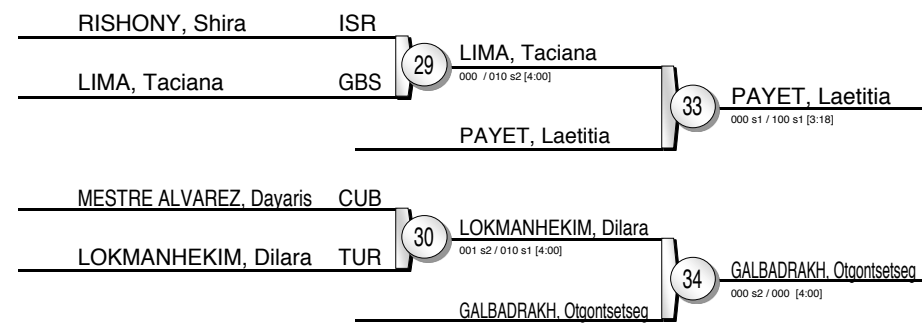 RISHONY, Shira ISR
LIMA, Taciana GBS
29
LIMA, Taciana
000 / 010 s2 [4:00]
PAYET, Laetitia
33
PAYET, Laetitia
000 s1 / 100 s1 [3:18]
MESTRE ALVAREZ, Dayaris CUB
LOKMANHEKIM, Dilara TUR
30
LOKMANHEKIM, Dilara
001 s2 / 010 s1 [4:00]
GALBADRAKH, Otgontsetseg
34
GALBADRAKH, Otgontsetseg
000 s2 / 000 [4:00]